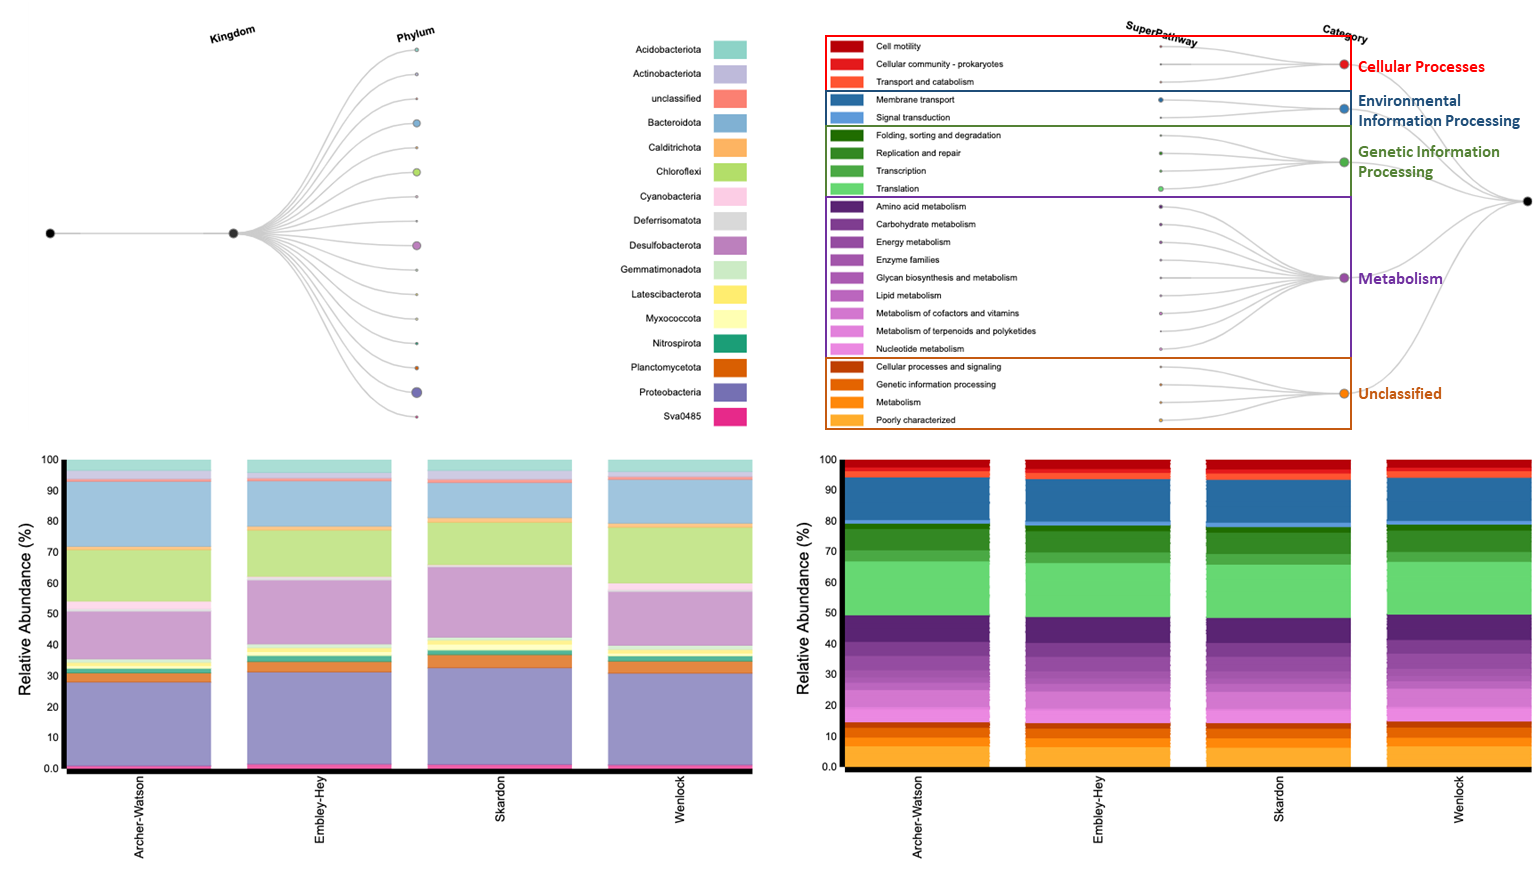 Kingdom
Phylum
Acidobacteriota
Actinobacteriota
unclassified
Bacteroidota
Calditrichota
Chloroflexi
Cyanobacteria
Deferrisomatota
Desulfobacterota
Gemmatimonadota
Latescibacterota
Myxococcota
Nitrospirota
Planctomycetota
Proteobacteria
Sva0485
SuperPathway
Category
Cell motility
Cellular community - prokaryotes
Transport and catabolism
Cellular Processes
Membrane transport
Signal transduction
Environmental
Information Processing
Folding, sorting and degradation
Replication and repair
Transcription
Translation
Genetic Information
Processing
Amino acid metabolism
Carbohydrate metabolism
Energy metabolism
Enzyme families
Glycan biosynthesis and metabolism
Lipid metabolism
Metabolism of cofactors and vitamins
Metabolism of terpenoids and polyketides
Nucleotide metabolism
Metabolism
Cellular processes and signaling
Genetic information processing
Metabolism
Poorly characterized
Unclassified
Relative Abundance (%)
100
90
80
70
60
50
40
30
20
10
0.0
Archer-Watson
Embley-Hey
Skardon
Wenlock
Relative Abundance (%)
100
90
80
70
60
50
40
30
20
10
0.0
Archer-Watson
Embley-Hey
Skardon
Wenlock